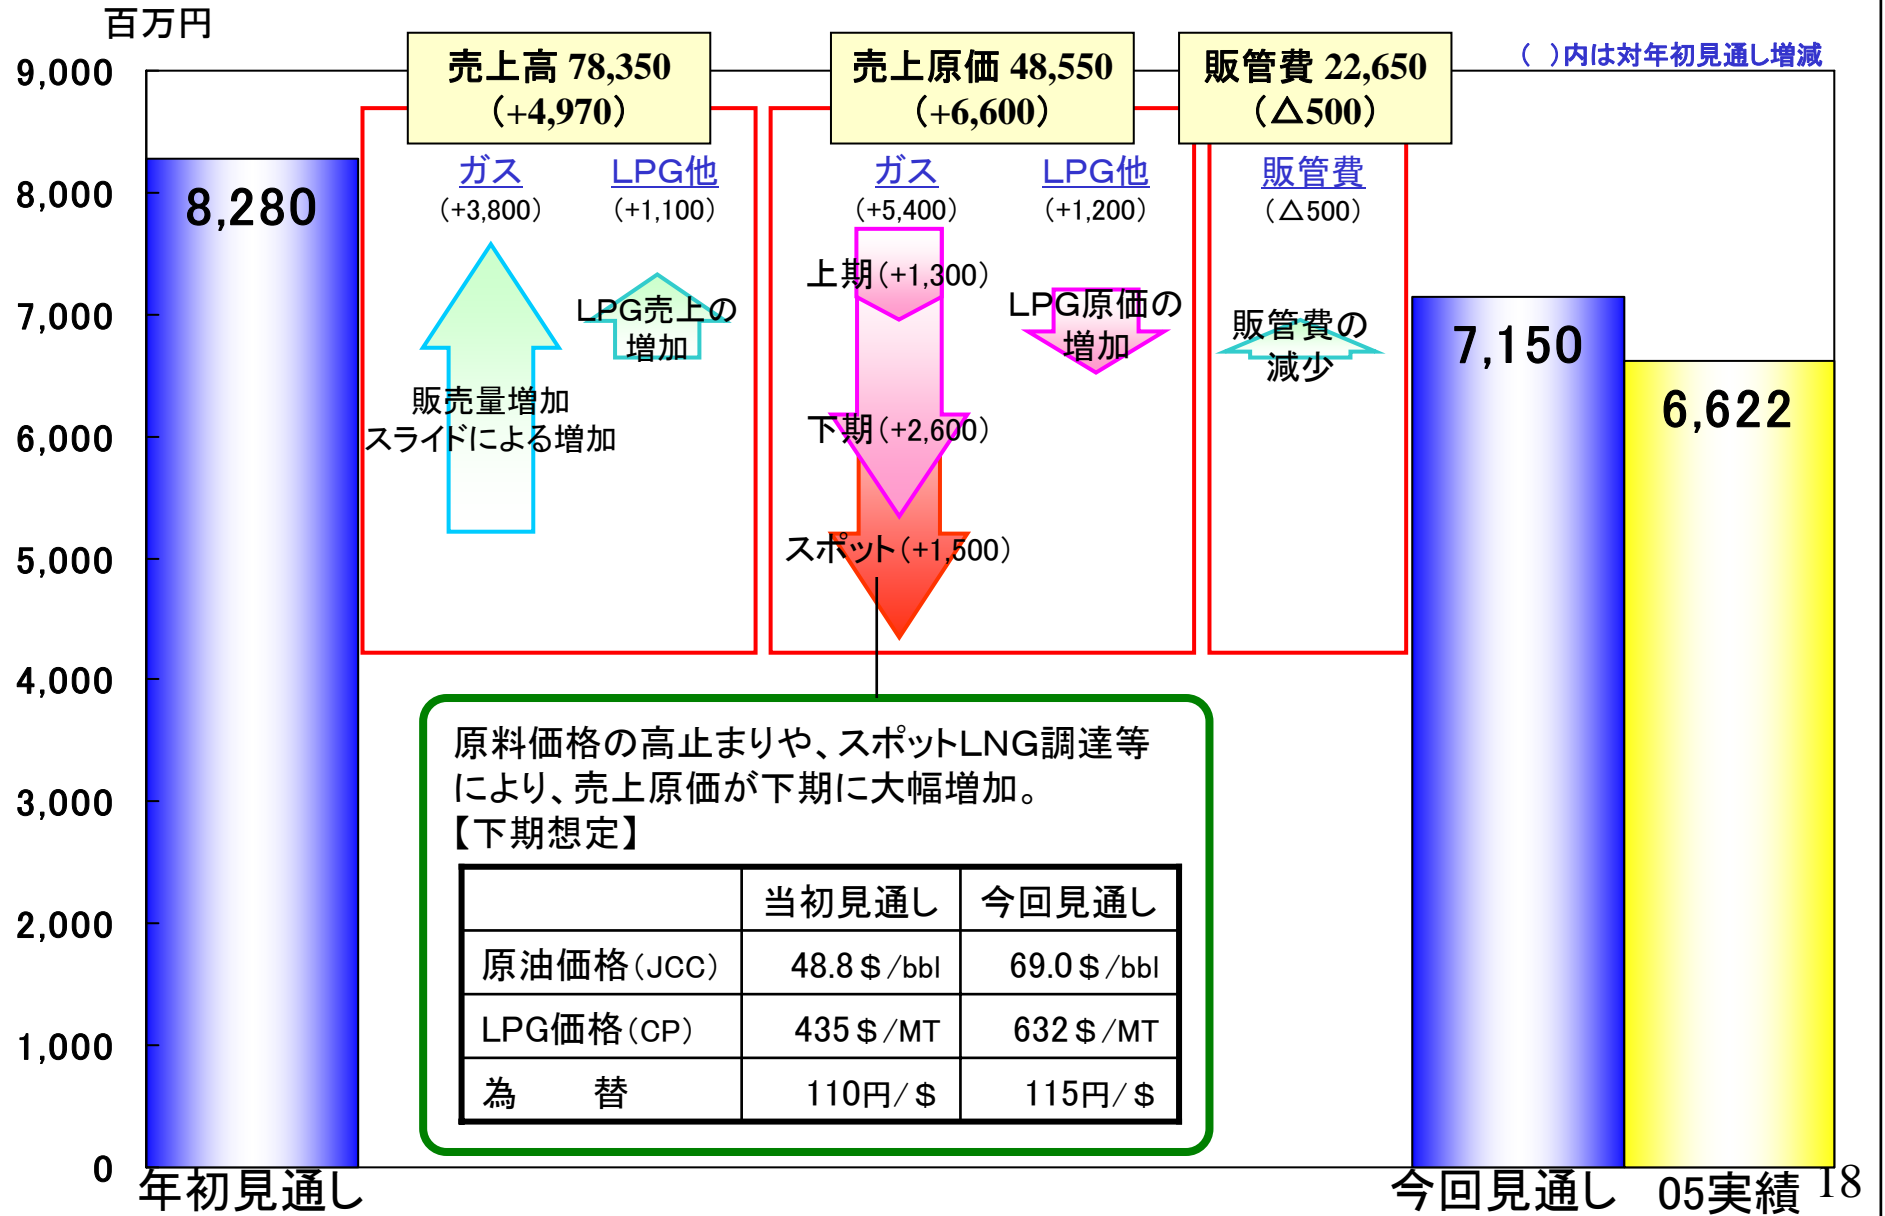 百万円
9,000
8,000
7,000
6,000
5,000
4,000
3,000
2,000
1,000
0
売上高 78,350
(+4,970)
売上原価 48,550
(+6,600)
販管費 22,650
(△500)
( )内は対年初見通し増減
8,280
ガス
(+3,800)
LPG他
(+1,100)
LPG売上の
増加
販売量増加
スライドによる増加
ガス
(+5,400)
LPG他
(+1,200)
上期(+1,300)
LPG原価の
増加
下期(+2,600)
スポット(+1,500)
販管費
(△500)
販管費の
減少
7,150
6,622
原料価格の高止まりや、スポットLNG調達等
により、売上原価が下期に大幅増加。
【下期想定】
当初見通し 今回見通し
原油価格(JCC) 48.8$/bbl 69.0$/bbl
LPG価格(CP) 435$/MT 632$/MT
為 替 110円/$ 115円/$
年初見通し
今回見通し
05実績
18